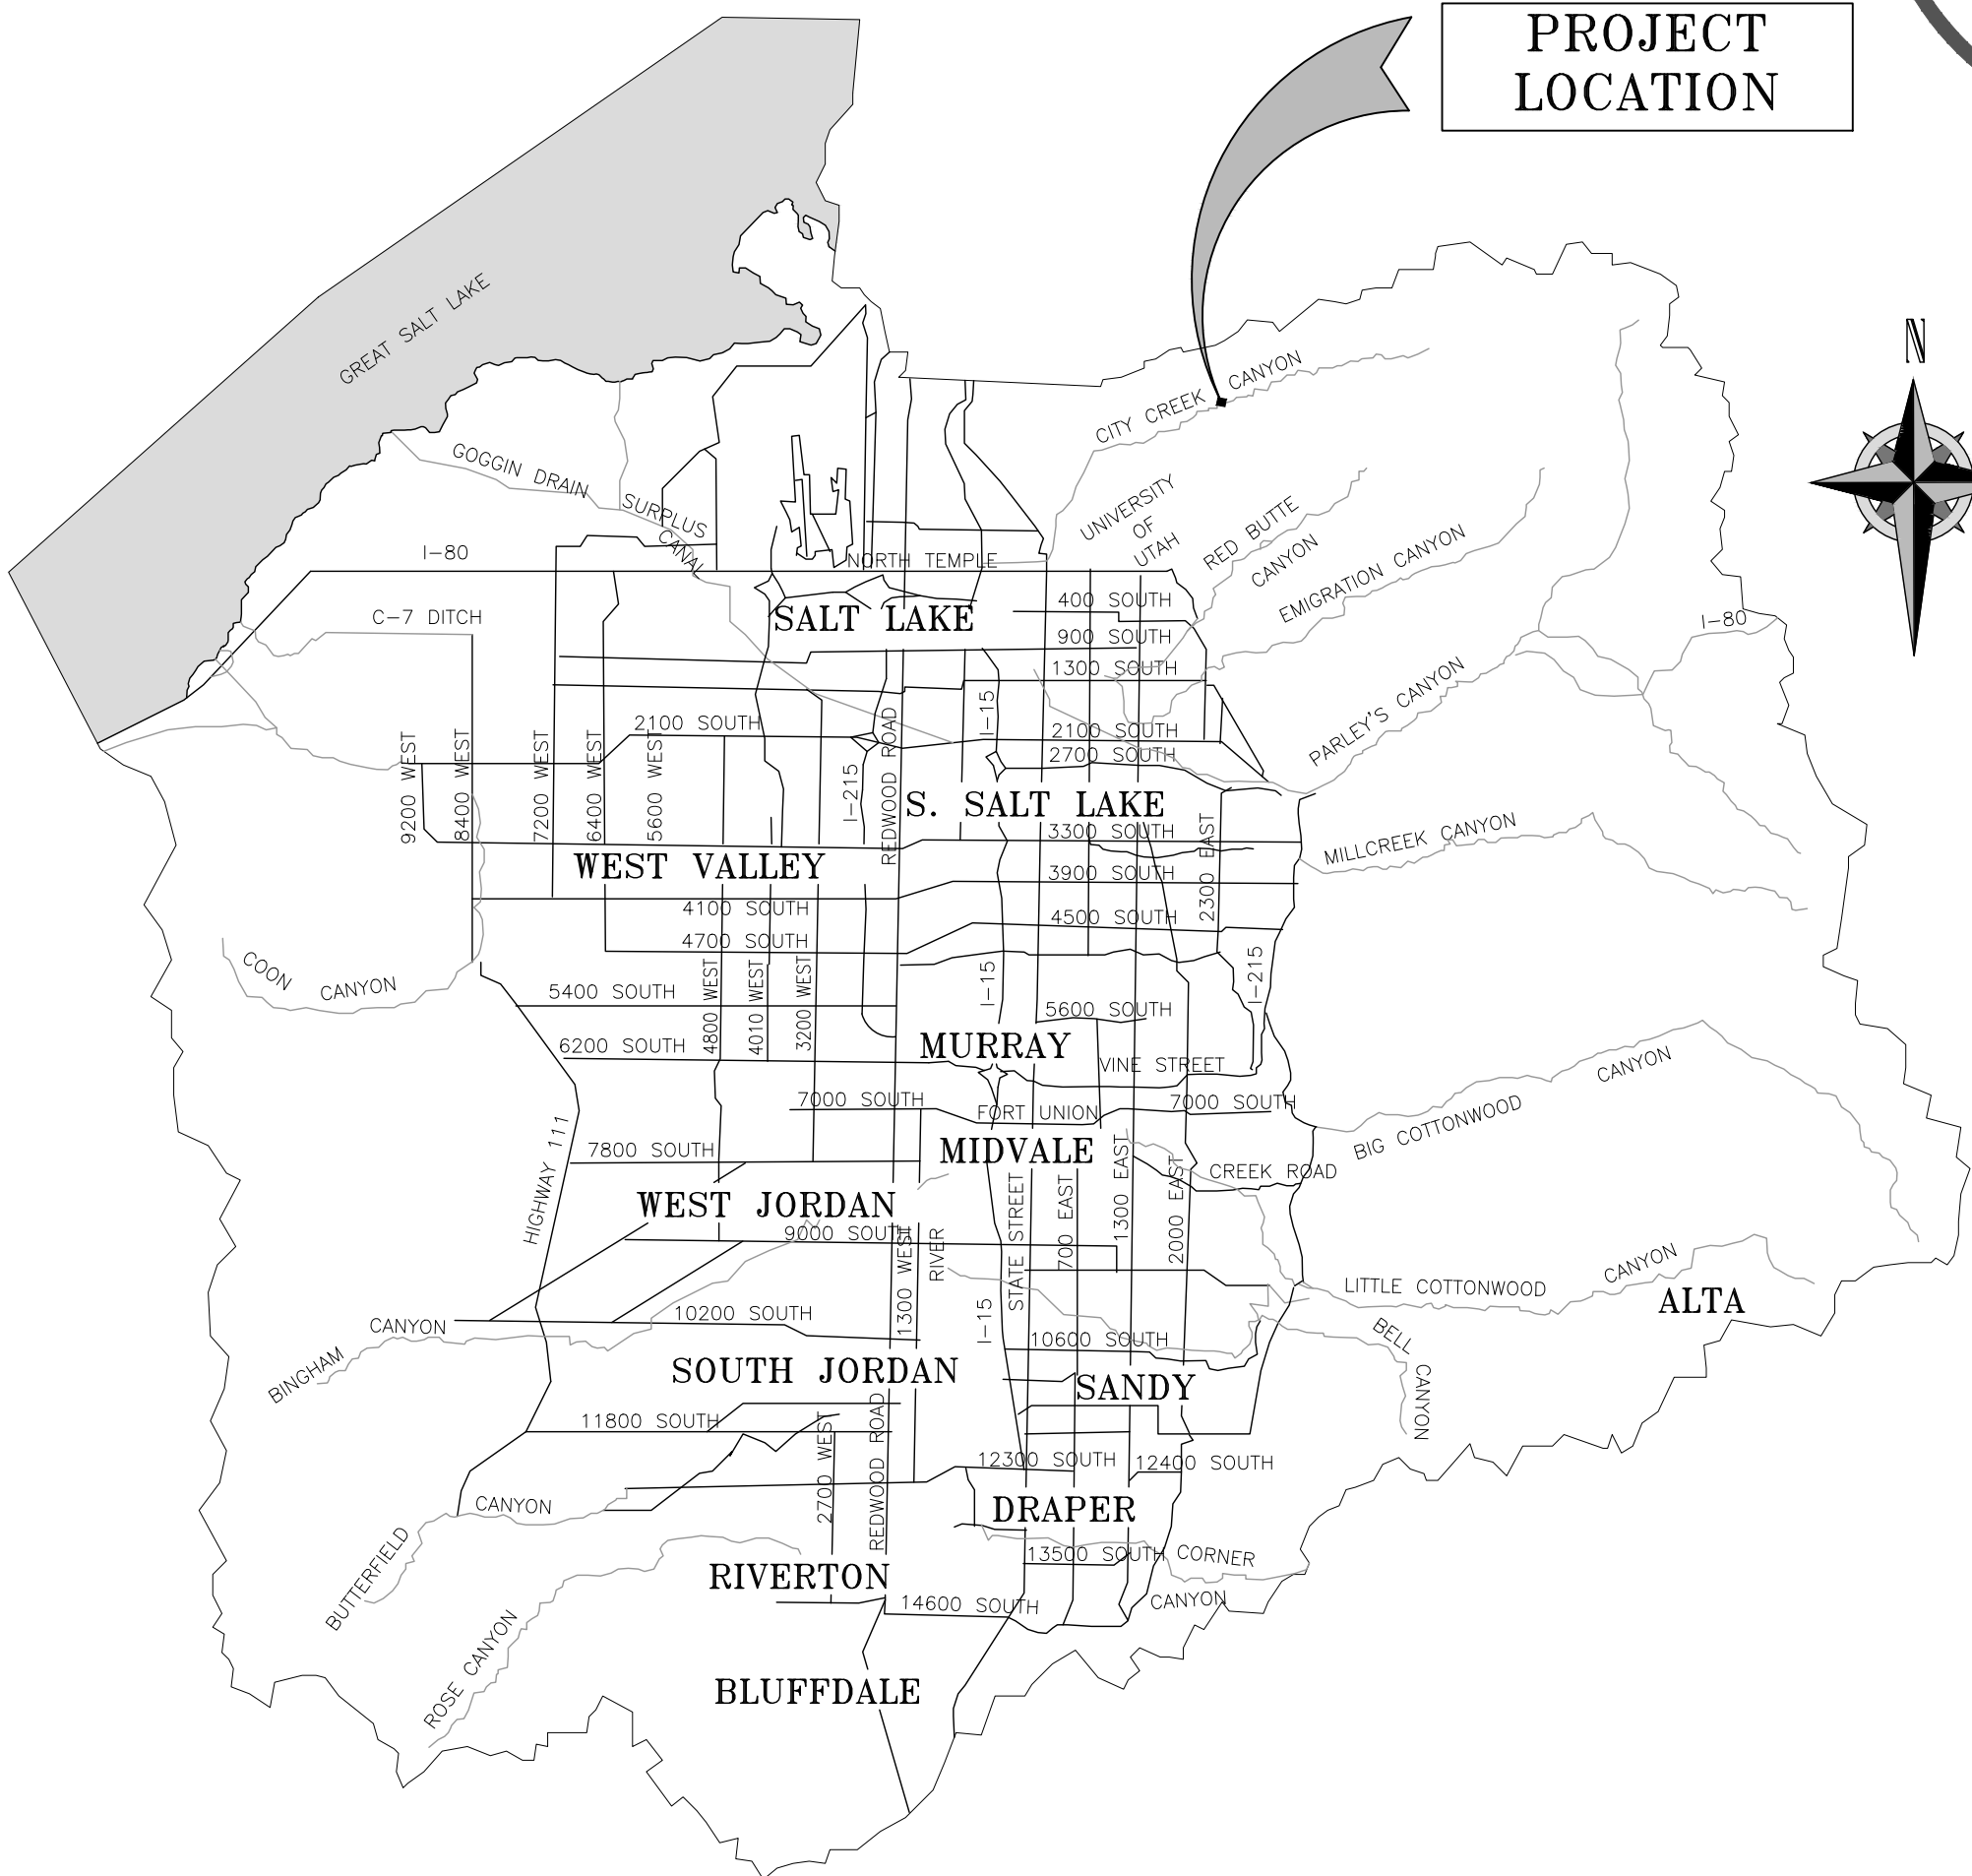 PROJECT
LOCATION
N
GREAT SALT LAKE
CITY CREEK CANYON
GOGGIN DRAIN
SURPLUS
CANAL
UNIVERSITY
OF
UTAH
RED BUTTE
CANYON
EMIGRATION CANYON
I-80
NORTH TEMPLE
C-7 DITCH
SALT LAKE
400 SOUTH
900 SOUTH
1300 SOUTH
I-80
PARLEY'S CANYON
2100 SOUTH
2100 SOUTH
2700 SOUTH
9200 WEST
8400 WEST
7200 WEST
6400 WEST
5600 WEST
I-215
REDWOOD ROAD
I-15
S. SALT LAKE
3300 SOUTH
2300 EAST
MILLCREEK CANYON
WEST VALLEY
3900 SOUTH
4100 SOUTH
4500 SOUTH
4700 SOUTH
COON
CANYON
4800 WEST
4010 WEST
3200 WEST
I-15
I-215
5400 SOUTH
5600 SOUTH
6200 SOUTH
MURRAY
VINE STREET
CANYON
BIG COTTONWOOD
7000 SOUTH
FORT UNION
7000 SOUTH
HIGHWAY 111
7800 SOUTH
MIDVALE
CREEK ROAD
WEST JORDAN
9000 SOUTH
1300 WEST
RIVER
STATE STREET
700 EAST
1300 EAST
2000 EAST
LITTLE COTTONWOOD
CANYON
ALTA
BINGHAM
CANYON
10200 SOUTH
I-15
10600 SOUTH
BELL
CANYON
SOUTH JORDAN
SANDY
11800 SOUTH
2700 WEST
REDWOOD ROAD
12300 SOUTH
12400 SOUTH
BUTTERFIELD
CANYON
DRAPER
13500 SOUTH
CORNER
CANYON
RIVERTON
14600 SOUTH
ROSE CANYON
BLUFFDALE